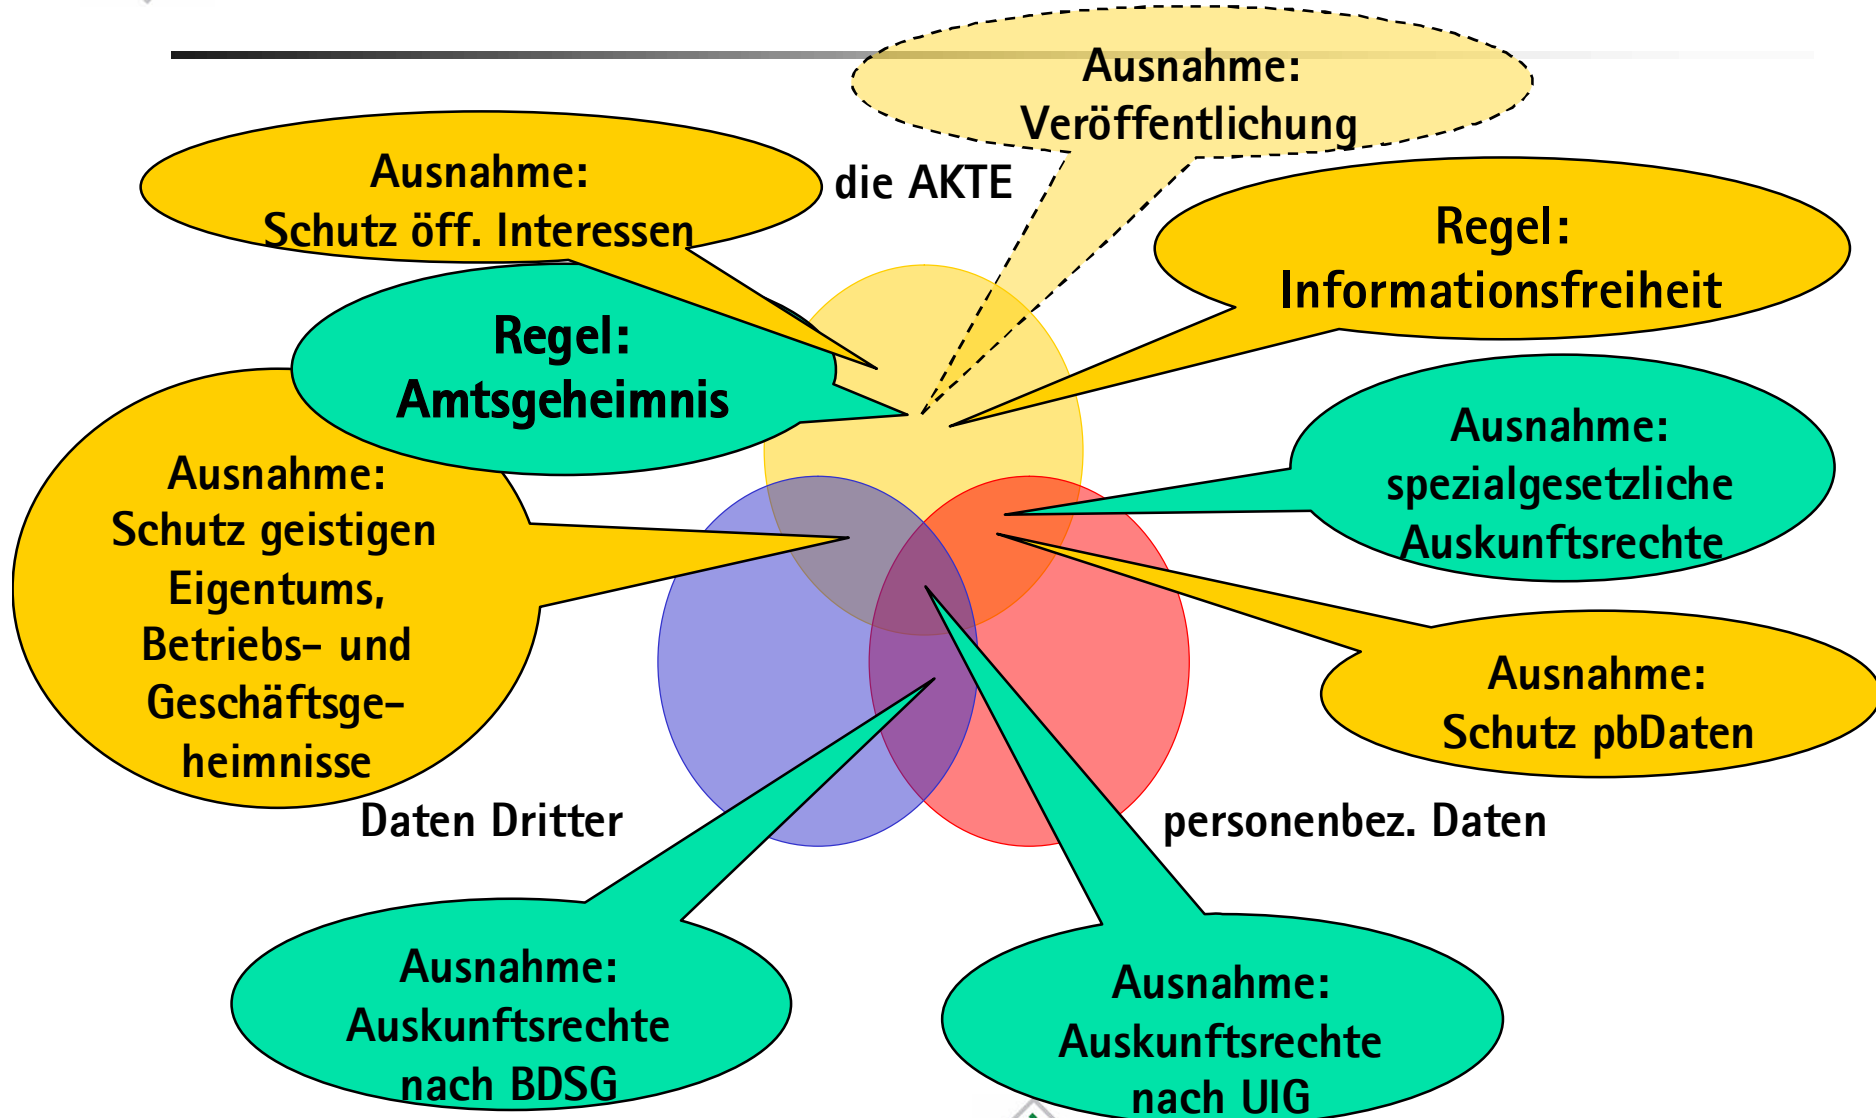 Ausnahme:
Veröffentlichung
Ausnahme:
Schutz öff. Interessen
die AKTE
Regel:
Informationsfreiheit
Regel:
Amtsgeheimnis
Ausnahme:
spezialgesetzliche
Auskunftsrechte
Ausnahme:
Schutz geistigen
Eigentums,
Betriebs- und
Geschäftsge-
heimnisse
Ausnahme:
Schutz pbDaten
Daten Dritter
personenbez. Daten
Ausnahme:
Auskunftsrechte
nach BDSG
Ausnahme:
Auskunftsrechte
nach UIG